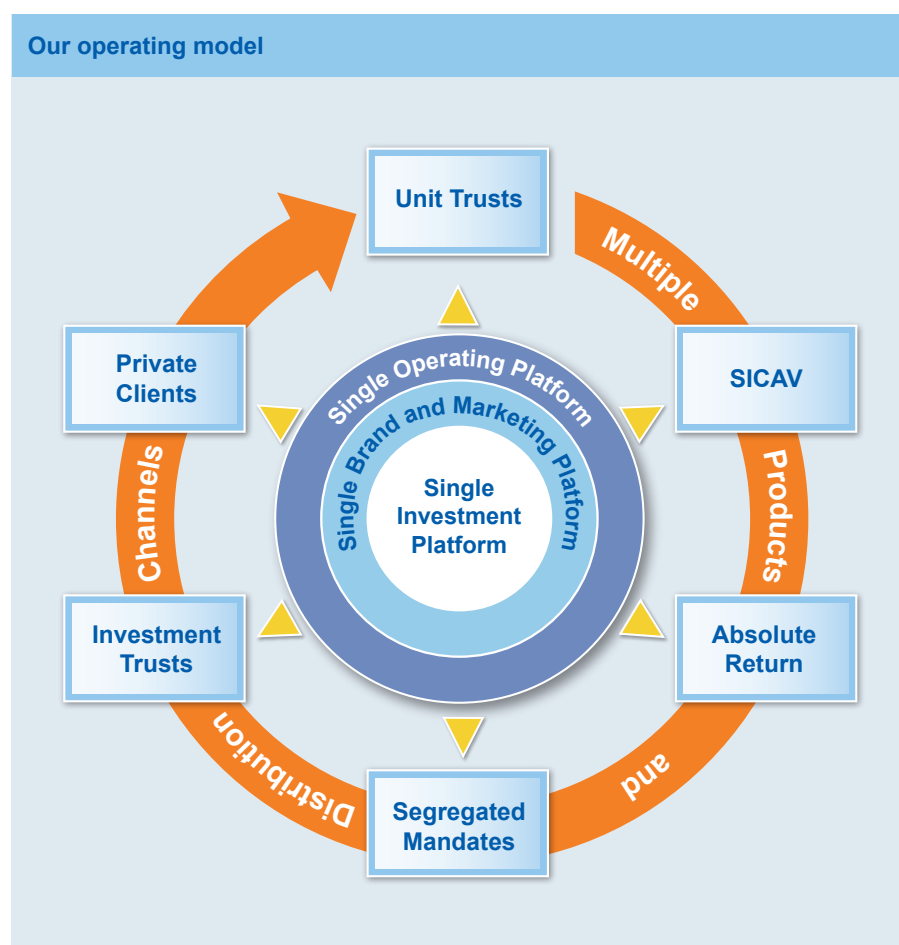 Our operating model
Unit Trusts
Multiple
SICAV
Products
Absolute
Return
and
Segregated
Mandates
Distribution
Investment
Trusts
Channels
Private
Clients
Single Operating Platform
Single Brand and Marketing Platform
Single
Investment
Platform